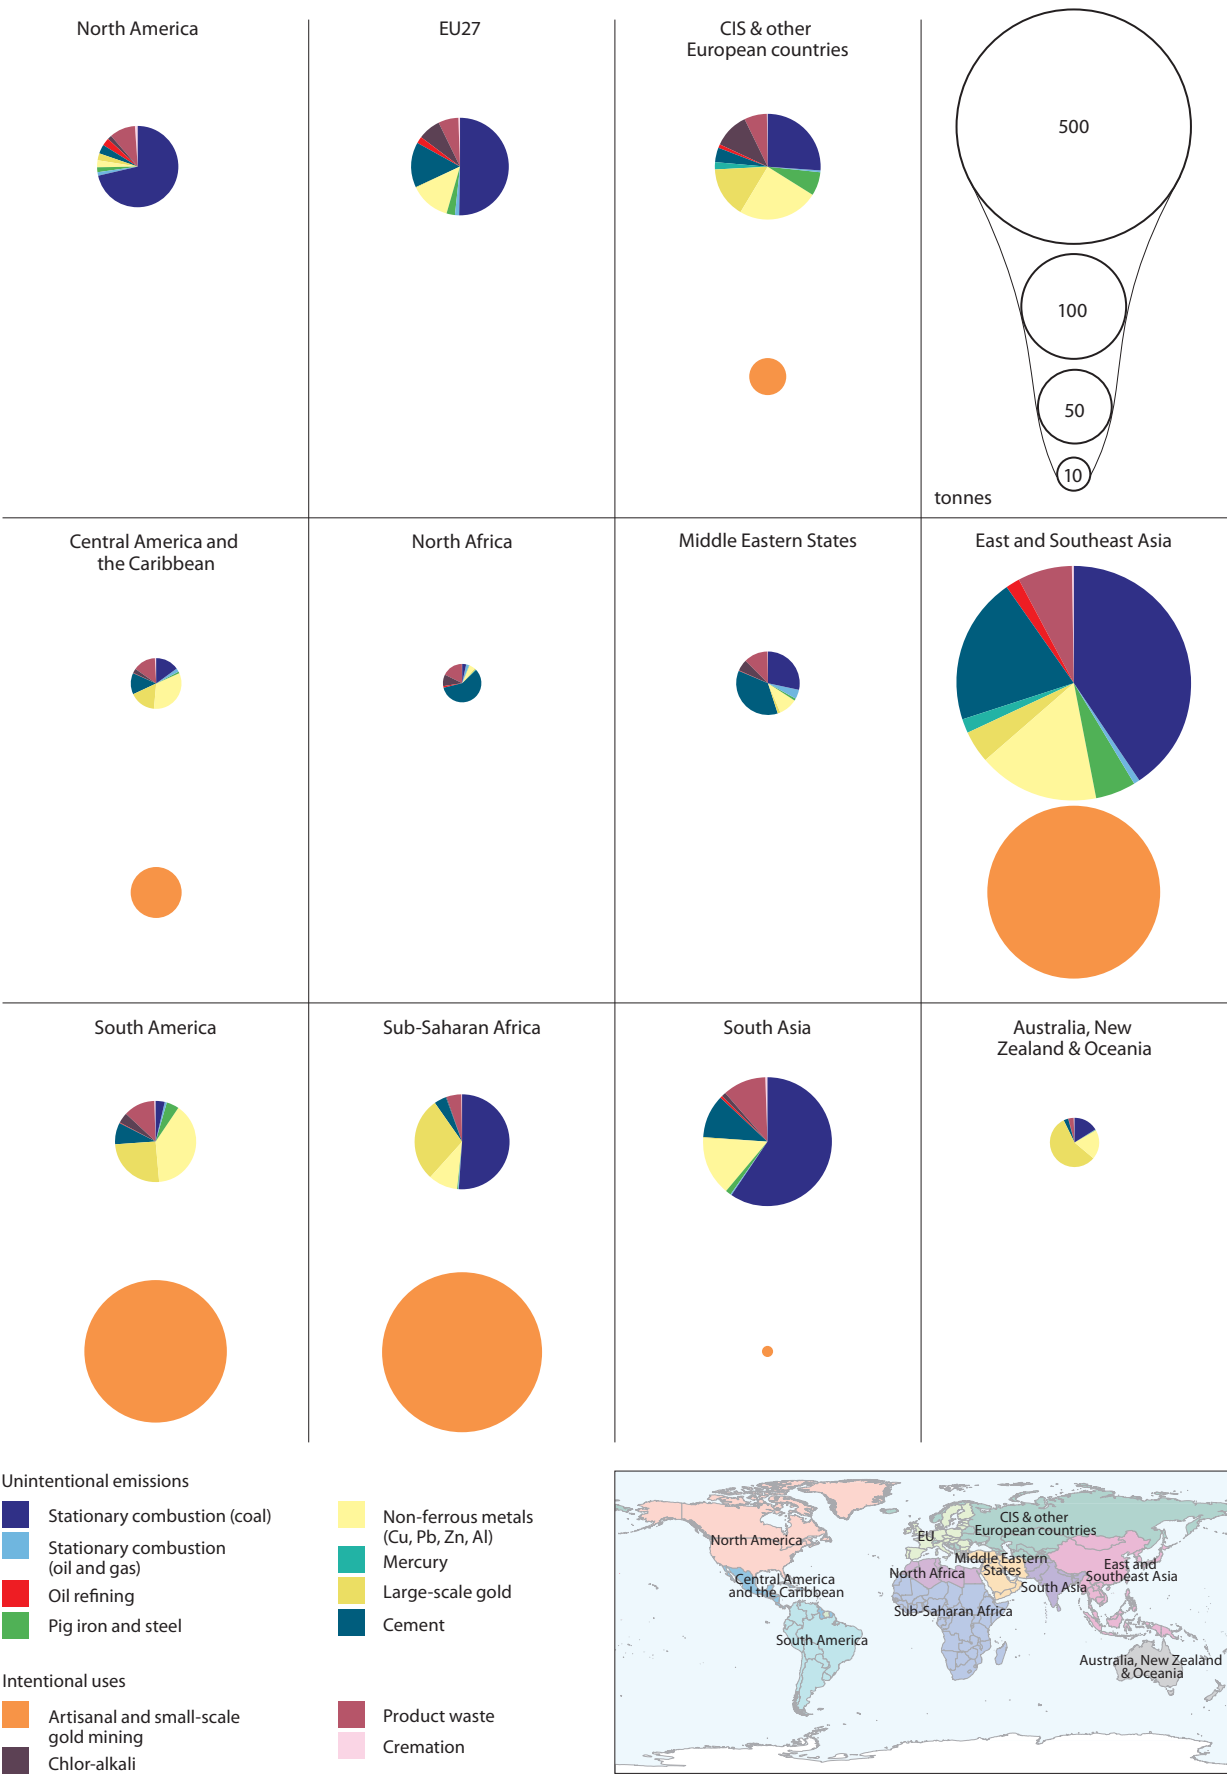 North America
EU27
CIS & other
European countries
500
100
50
10
tonnes
Central America and
the Caribbean
North Africa
Middle Eastern States
East and Southeast Asia
South America
Sub-Saharan Africa
South Asia
Australia, New
Zealand & Oceania
Unintentional emissions
Stationary combustion (coal)
Stationary combustion
(oil and gas)
Oil refining
Pig iron and steel
Non-ferrous metals
(Cu, Pb, Zn, Al)
Mercury
Large-scale gold
Cement
Intentional uses
Artisanal and small-scale
gold mining
Chlor-alkali
Product waste
Cremation
North America
EU
CIS & other
European countries
Middle Eastern
States
North Africa
East and
Southeast Asia
South Asia
Central America
and the Caribbean
Sub-Saharan Africa
South America
Australia, New Zealand
& Oceania